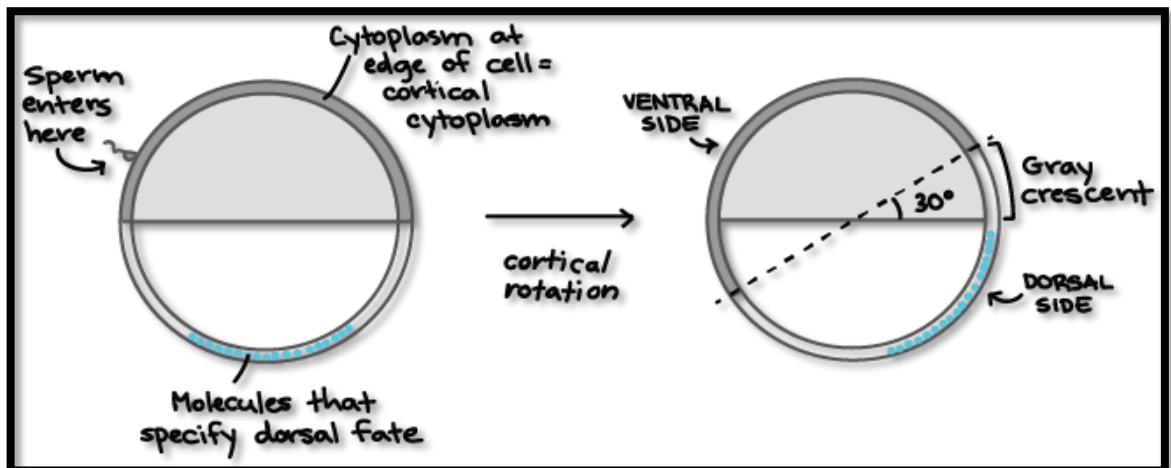 Sperm
enters
here
Cytoplasm at
edge of cell =
cortical
cytoplasm
Molecules that
specify dorsal fate
cortical
rotation
VENTRAL
SIDE
30°
Gray
crescent
DORSAL
SIDE